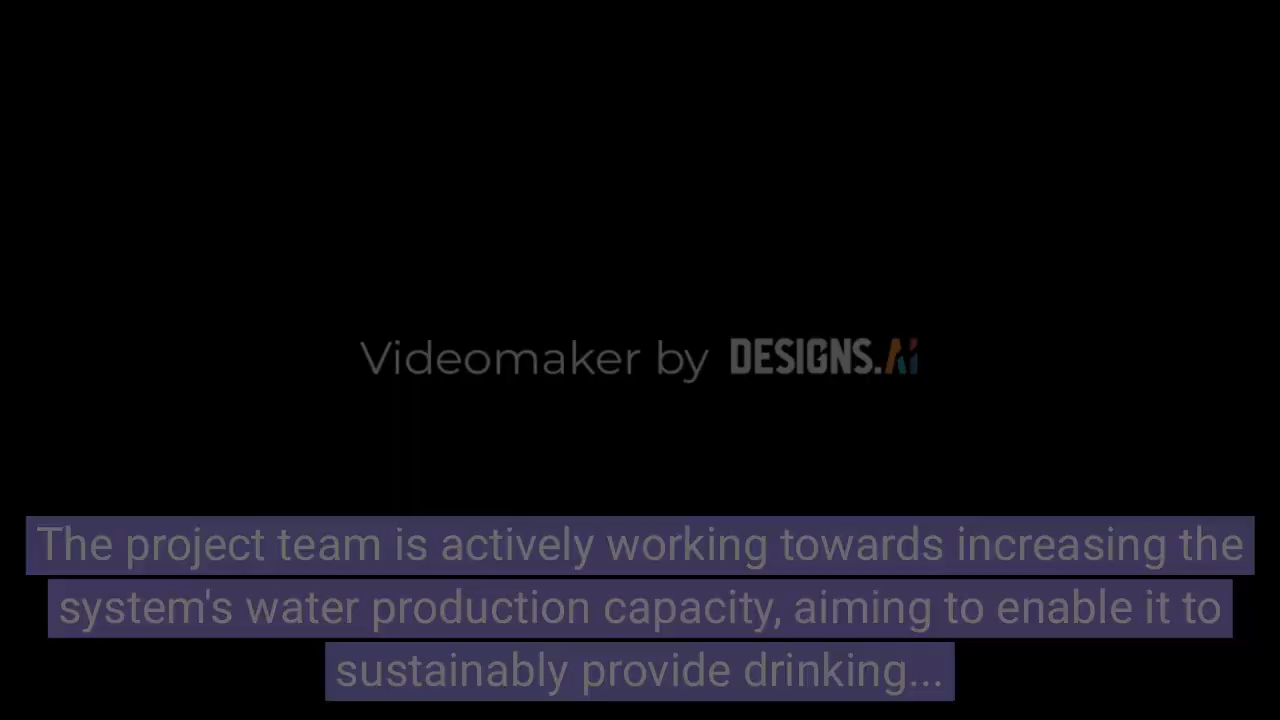 Videomaker by DESIGNS.AI
The project team is actively working towards increasing the
system's water production capacity, aiming to enable it to
sustainably provide drinking...